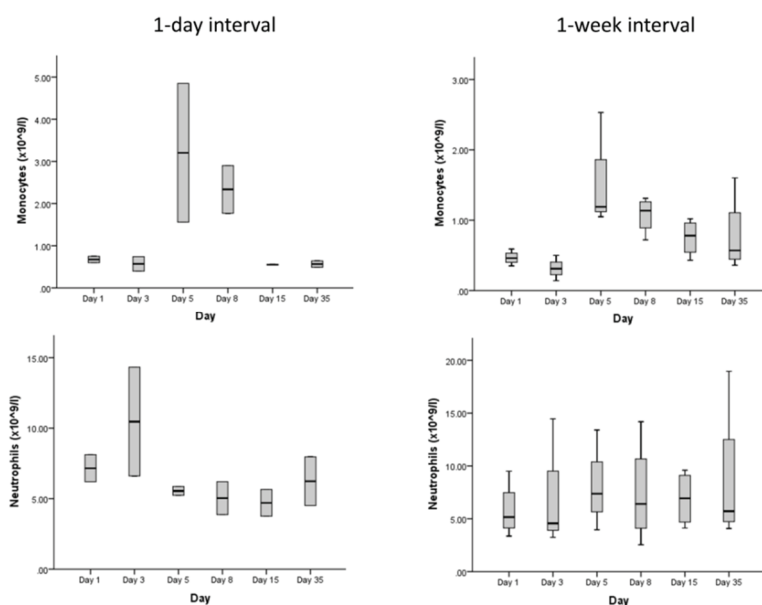 1-day interval
1-week interval
Monocytes (x10^9/l)
5.00
4.00
3.00
2.00
1.00
.00
Day 1 Day 3 Day 5 Day 8 Day 15 Day 35
Day
Monocytes (x10^9/l)
3.00
2.00
1.00
.00
Day 1 Day 3 Day 5 Day 8 Day 15 Day 35
Day
Neutrophils (x10^9/l)
15.00
10.00
5.00
.00
Day 1 Day 3 Day 5 Day 8 Day 15 Day 35
Day
Neutrophils (x10^9/l)
20.00
15.00
10.00
5.00
.00
Day 1 Day 3 Day 5 Day 8 Day 15 Day 35
Day